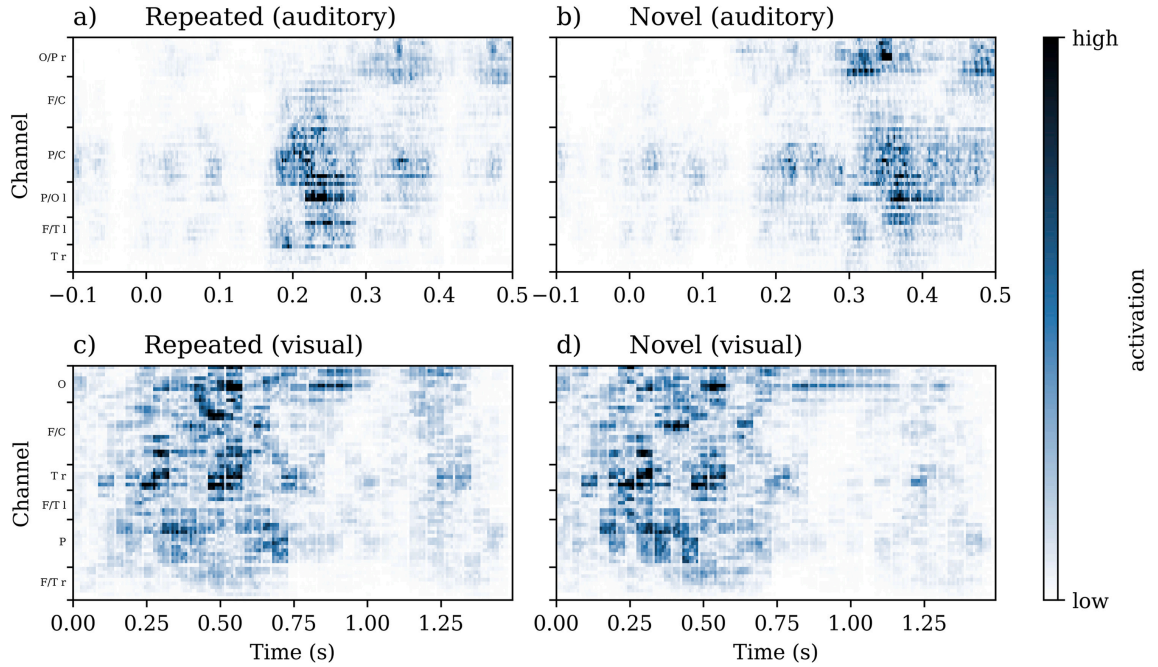 a) Repeated (auditory)
b) Novel (auditory)
high
Channel
O/P r
F/C
P/C
P/O l
F/T l
T r
−0.1 0.0 0.1 0.2 0.3 0.4 0.5
−0.1 0.0 0.1 0.2 0.3 0.4 0.5
activation
c) Repeated (visual)
d) Novel (visual)
Channel
O
F/C
T r
F/T l
P
F/T r
low
0.00 0.25 0.50 0.75 1.00 1.25
0.00 0.25 0.50 0.75 1.00 1.25
Time (s)
Time (s)